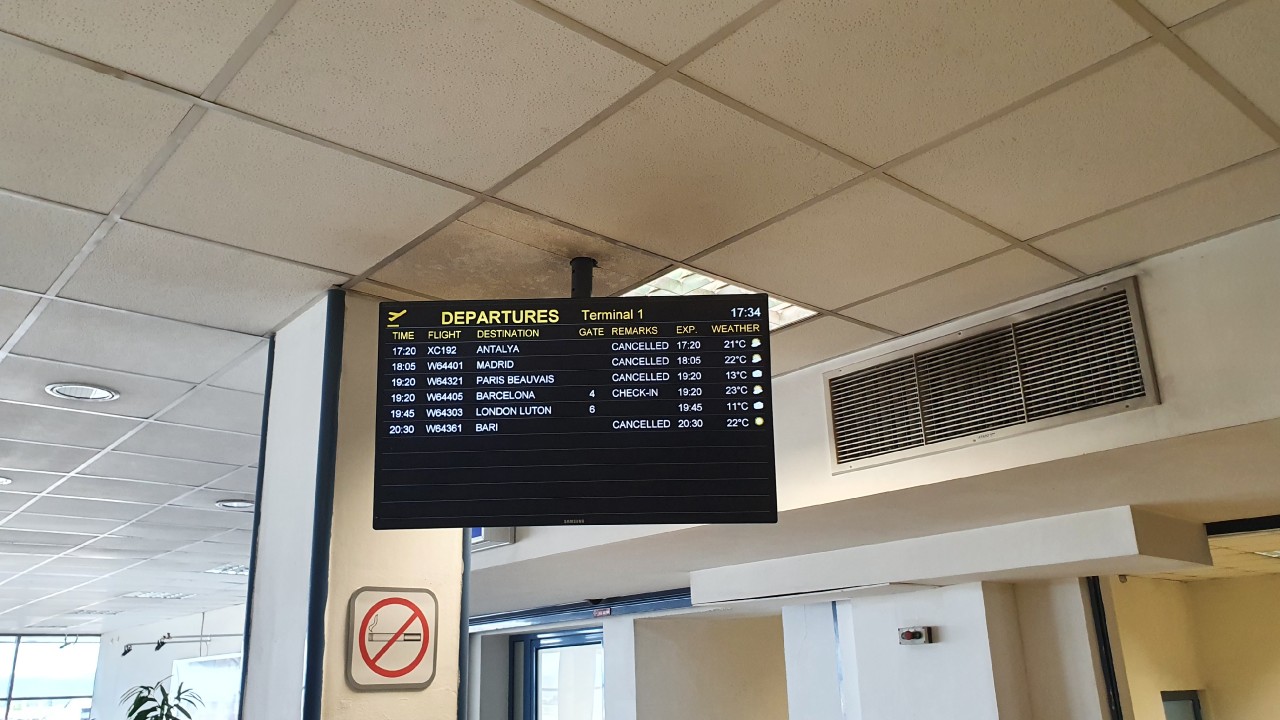 DEPARTURES Terminal 1 17:34
TIME FLIGHT DESTINATION GATE REMARKS EXP. WEATHER
17:20 XC192 ANTALYA CANCELLED 17:20 21°C
18:05 W64401 MADRID CANCELLED 18:05 22°C
19:20 W64321 PARIS BEAUVAIS CANCELLED 19:20 13°C
19:20 W64405 BARCELONA 4 CHECK-IN 19:20 23°C
19:45 W64303 LONDON LUTON 6 19:45 11°C
20:30 W64361 BARI CANCELLED 20:30 22°C
SAMSUNG